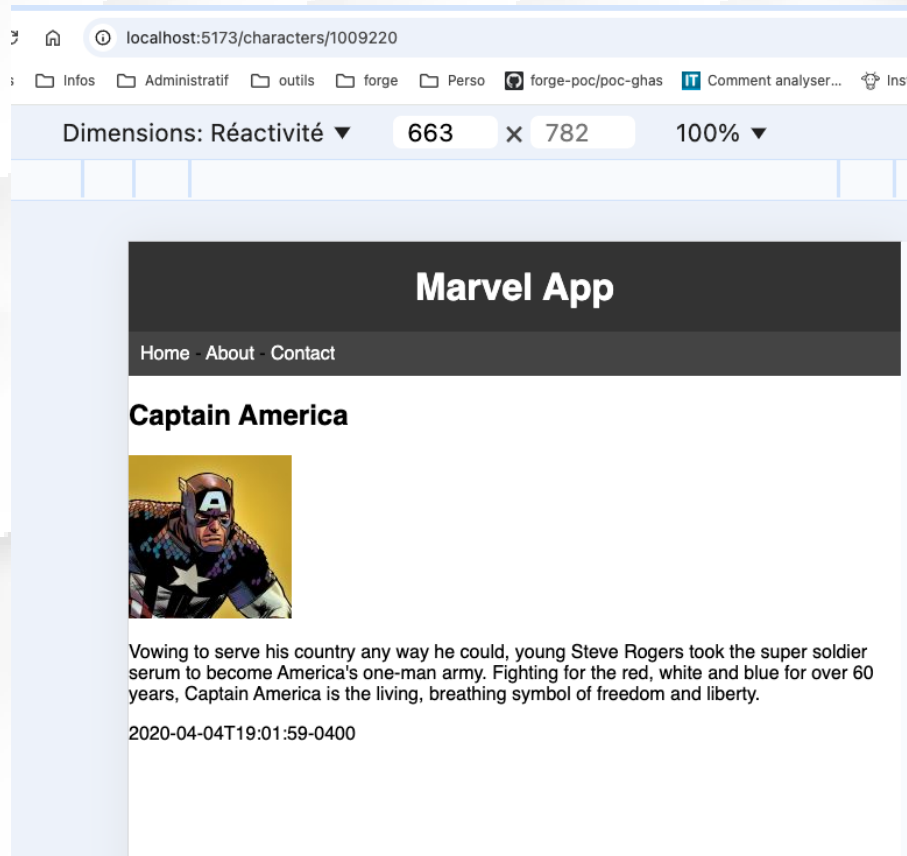 localhost:5173/characters/1009220
Infos Administratif outils forge Perso forge-poc/poc-ghas IT Comment analyser... Ins
Dimensions: Réactivité ▼ 663 × 782 100% ▼
Marvel App
Home - About - Contact
Captain America
A
Vowing to serve his country any way he could, young Steve Rogers took the super soldier
serum to become America's one-man army. Fighting for the red, white and blue for over 60
years, Captain America is the living, breathing symbol of freedom and liberty.
2020-04-04T19:01:59-0400